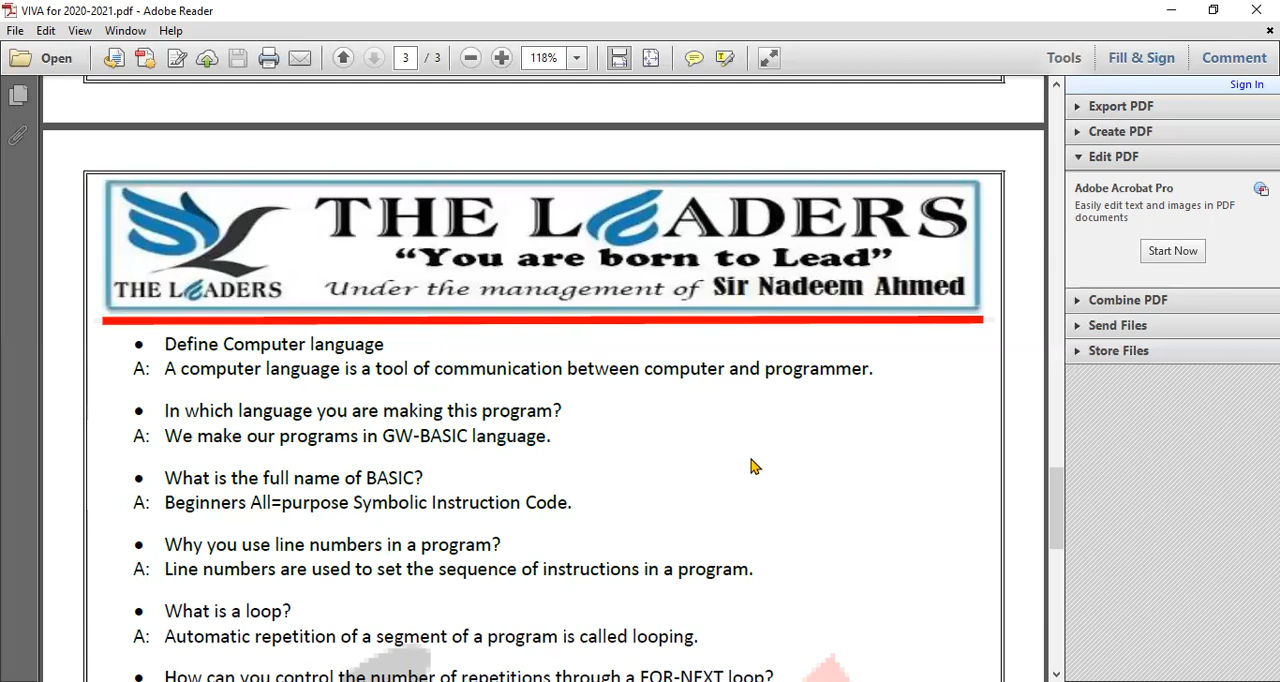 VIVA for 2020-2021.pdf - Adobe Reader
File Edit View Window Help
Open 3 / 3 118% Tools Fill & Sign Comment
Sign In
Export PDF
Create PDF
Edit PDF
Adobe Acrobat Pro
Easily edit text and images in PDF
documents
Start Now
Combine PDF
Send Files
Store Files
THE LEADERS
“You are born to Lead”
THE LEADERS Under the management of Sir Nadeem Ahmed
• Define Computer language
A: A computer language is a tool of communication between computer and programmer.
• In which language you are making this program?
A: We make our programs in GW-BASIC language.
• What is the full name of BASIC?
A: Beginners All=purpose Symbolic Instruction Code.
• Why you use line numbers in a program?
A: Line numbers are used to set the sequence of instructions in a program.
• What is a loop?
A: Automatic repetition of a segment of a program is called looping.
• How can you control the number of repetitions through a FOR-NEXT loop?